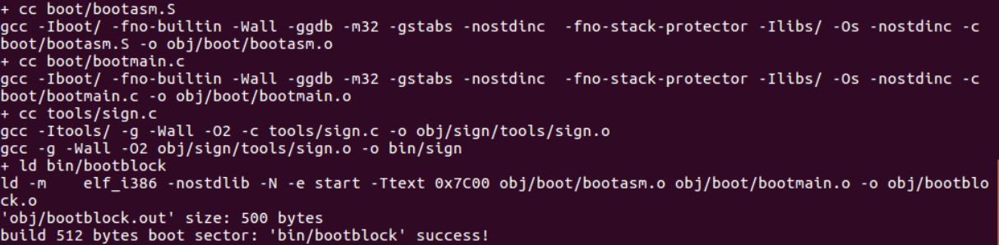 + cc boot/bootasm.S
gcc -Iboot/ -fno-builtin -Wall -ggdb -m32 -gstabs -nostdinc  -fno-stack-protector -Ilibs/ -Os -nostdinc -c
boot/bootasm.S -o obj/boot/bootasm.o
+ cc boot/bootmain.c
gcc -Iboot/ -fno-builtin -Wall -ggdb -m32 -gstabs -nostdinc  -fno-stack-protector -Ilibs/ -Os -nostdinc -c
boot/bootmain.c -o obj/boot/bootmain.o
+ cc tools/sign.c
gcc -Itools/ -g -Wall -O2 -c tools/sign.c -o obj/sign/tools/sign.o
gcc -g -Wall -O2 obj/sign/tools/sign.o -o bin/sign
+ ld bin/bootblock
ld -m    elf_i386 -nostdlib -N -e start -Ttext 0x7C00 obj/boot/bootasm.o obj/boot/bootmain.o -o obj/bootblo
ck.o
'obj/bootblock.out' size: 500 bytes
build 512 bytes boot sector: 'bin/bootblock' success!